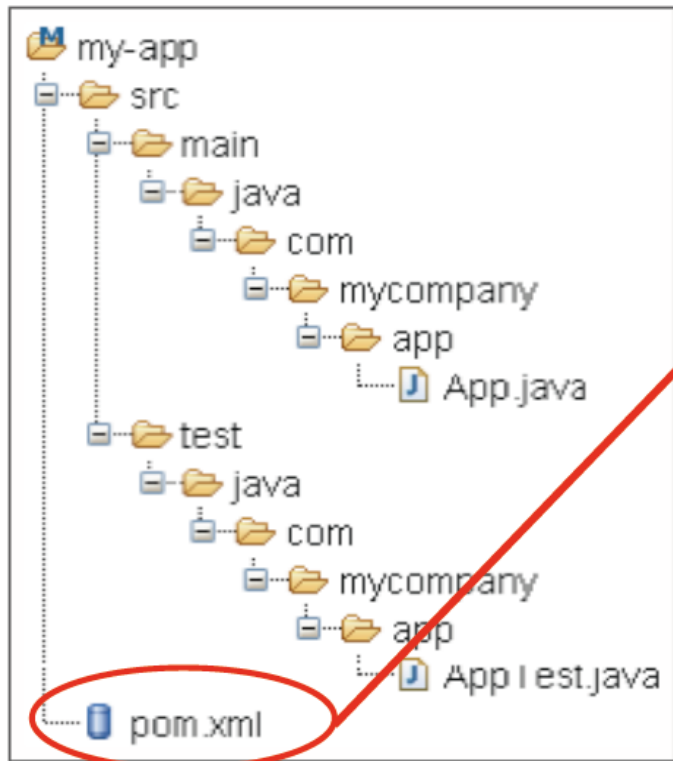 my-app
src
main
java
com
mycompany
app
App.java
test
java
com
mycompany
app
AppTest.java
pom.xml